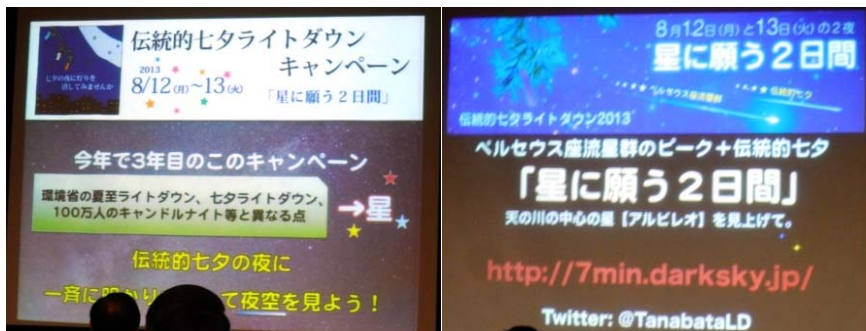 七夕の夜に灯りを
消してみませんか
伝統的七夕ライトダウン
キャンペーン
2013
8/12(月)~13(火)
「星に願う2日間」
今年で3年目のこのキャンペーン
環境省の夏至ライトダウン、七夕ライトダウン、
100万人のキャンドルナイト等と異なる点
→星
伝統的七夕の夜に
一斉に明かり て夜空を見よう!
8月12日(月)と13日(火)の2夜
星に願う2日間
ペルセウス座流星群
伝統的七夕
伝統的七夕ライトダウン2013
ペルセウス座流星群のピーク+伝統的七夕
「星に願う2日間」
天の川の中心の星【アルビレオ】を見上げて。
http://7min.darksky.jp/
Twitter: @TanabataLD